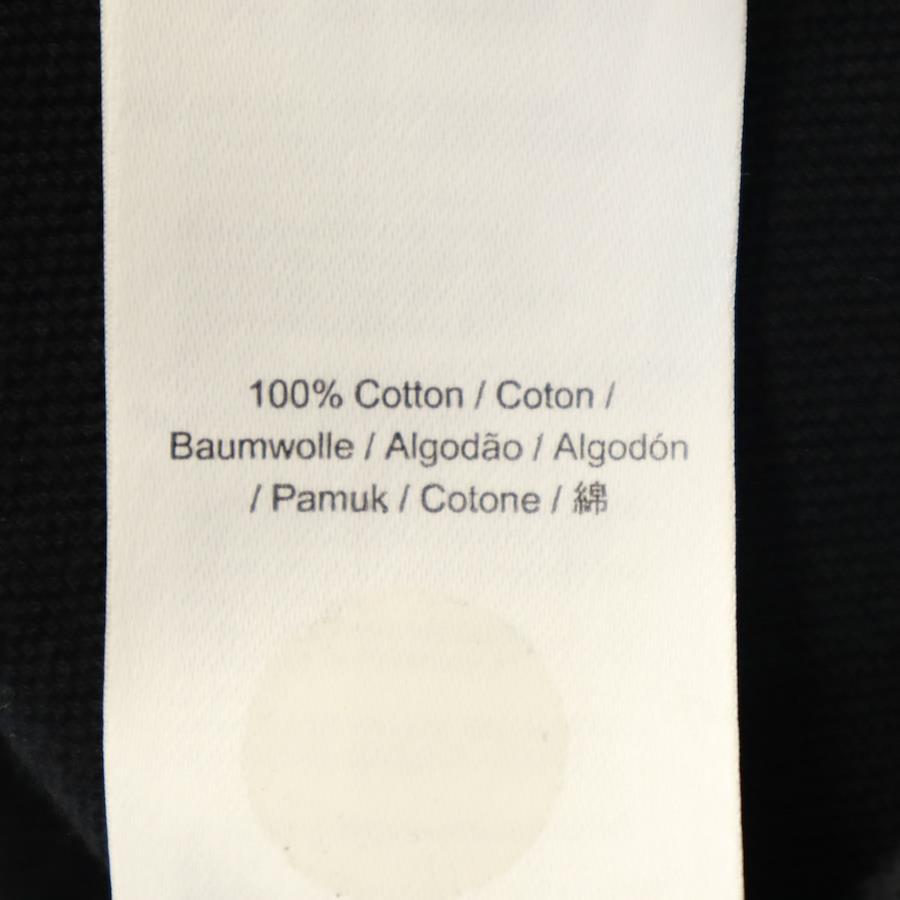 100% Cotton / Coton /
Baumwolle / Algodão / Algodón
/ Pamuk / Cotone / 綿